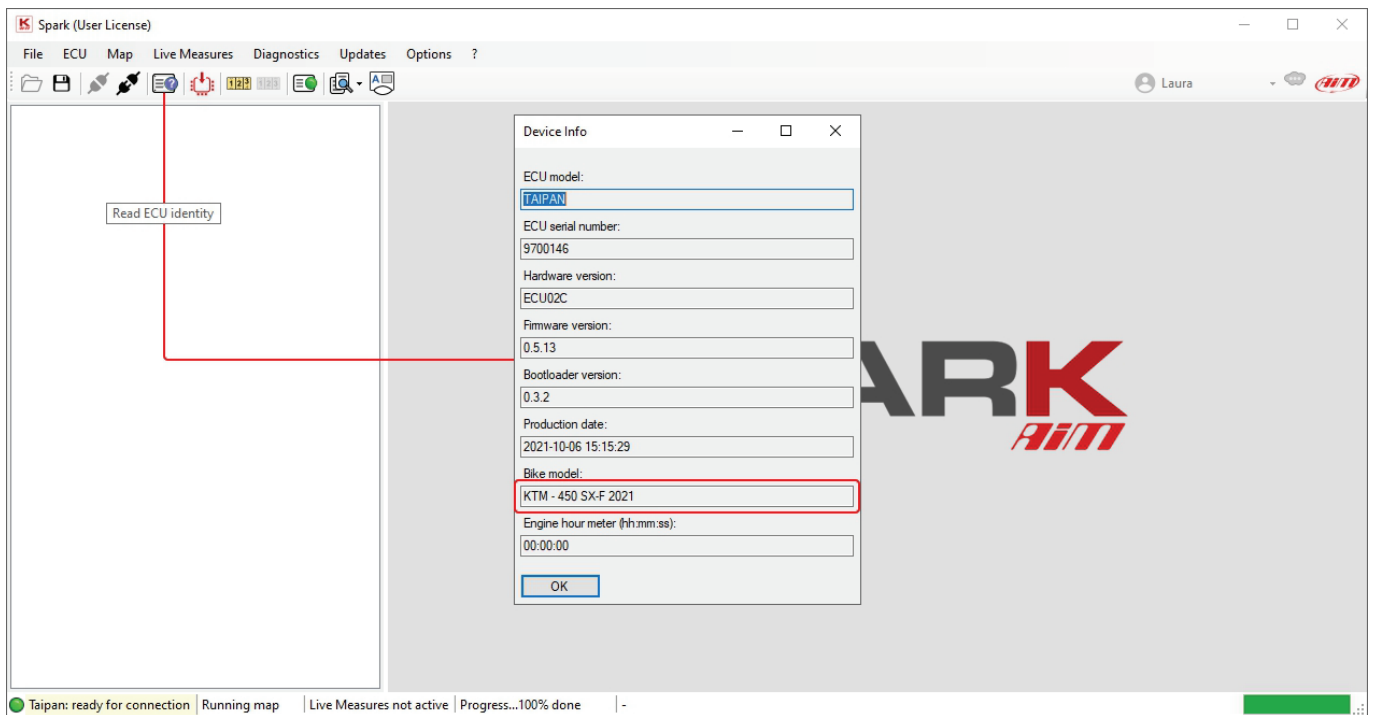 Spark (User License)
File ECU Map Live Measures Diagnostics Updates Options ?
Laura
AiM
Device Info
ECU model:
TAIPAN
Read ECU identity
ECU serial number:
9700146
Hardware version:
ECU02C
Firmware version:
0.5.13
Bootloader version:
0.3.2
ARK
AiM
Production date:
2021-10-06 15:15:29
Bike model:
KTM - 450 SX-F 2021
Engine hour meter (hh:mm:ss):
00:00:00
OK
Taipan: ready for connection Running map Live Measures not active Progress...100% done -